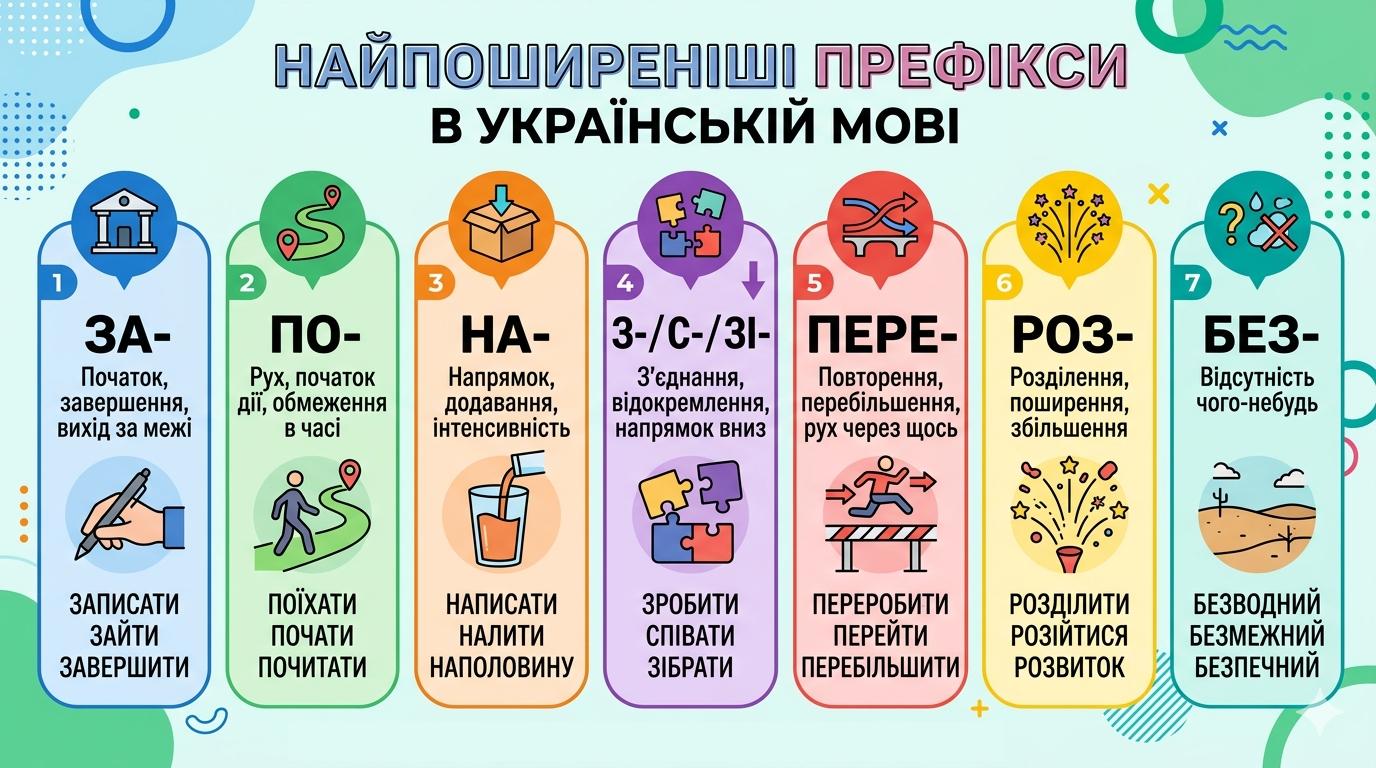 НАЙПОШИРЕНІШІ ПРЕФІКСИ
В УКРАЇНСЬКІЙ МОВІ
1
ЗА-
Початок,
завершення,
вихід за межі
ЗАПИСАТИ
ЗАЙТИ
ЗАВЕРШИТИ
2
ПО-
Рух, початок
дії, обмеження
в часі
ПОЇХАТИ
ПОЧАТИ
ПОЧИТАТИ
3
НА-
Напрямок,
додавання,
інтенсивність
НАПИСАТИ
НАЛИТИ
НАПОЛОВИНУ
4
З-/С-/ЗІ-
З’єднання,
відокремлення,
напрямок вниз
ЗРОБИТИ
СПІВАТИ
ЗІБРАТИ
5
ПЕРЕ-
Повторення,
перебільшення,
рух через щось
ПЕРЕРОБИТИ
ПЕРЕЙТИ
ПЕРЕБІЛЬШИТИ
6
РОЗ-
Розділення,
поширення,
збільшення
РОЗДІЛИТИ
РОЗІЙТИСЯ
РОЗВИТОК
7
БЕЗ-
Відсутність
чого-небудь
БЕЗВОДНИЙ
БЕЗМЕЖНИЙ
БЕЗПЕЧНИЙ